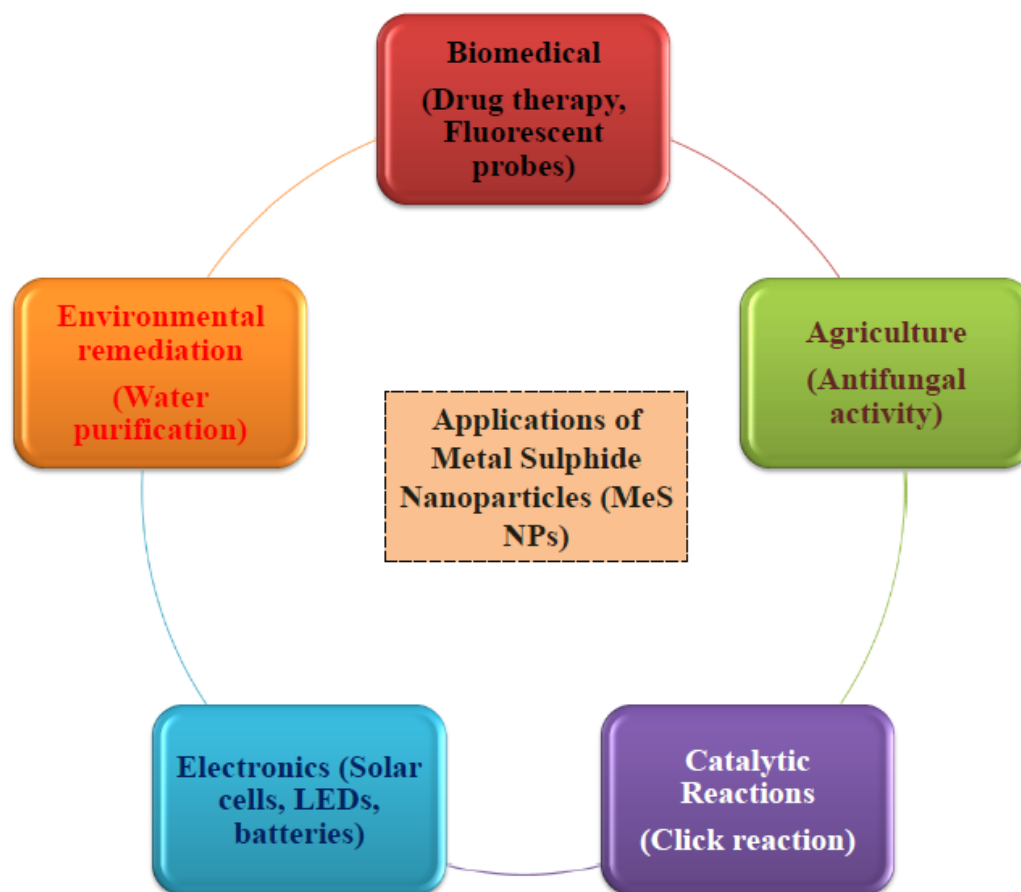 Biomedical
(Drug therapy,
Fluorescent
probes)
Environmental
remediation
(Water
purification)
Agriculture
(Antifungal
activity)
Applications of
Metal Sulphide
Nanoparticles (MeS
NPs)
Electronics (Solar
cells, LEDs,
batteries)
Catalytic
Reactions
(Click reaction)